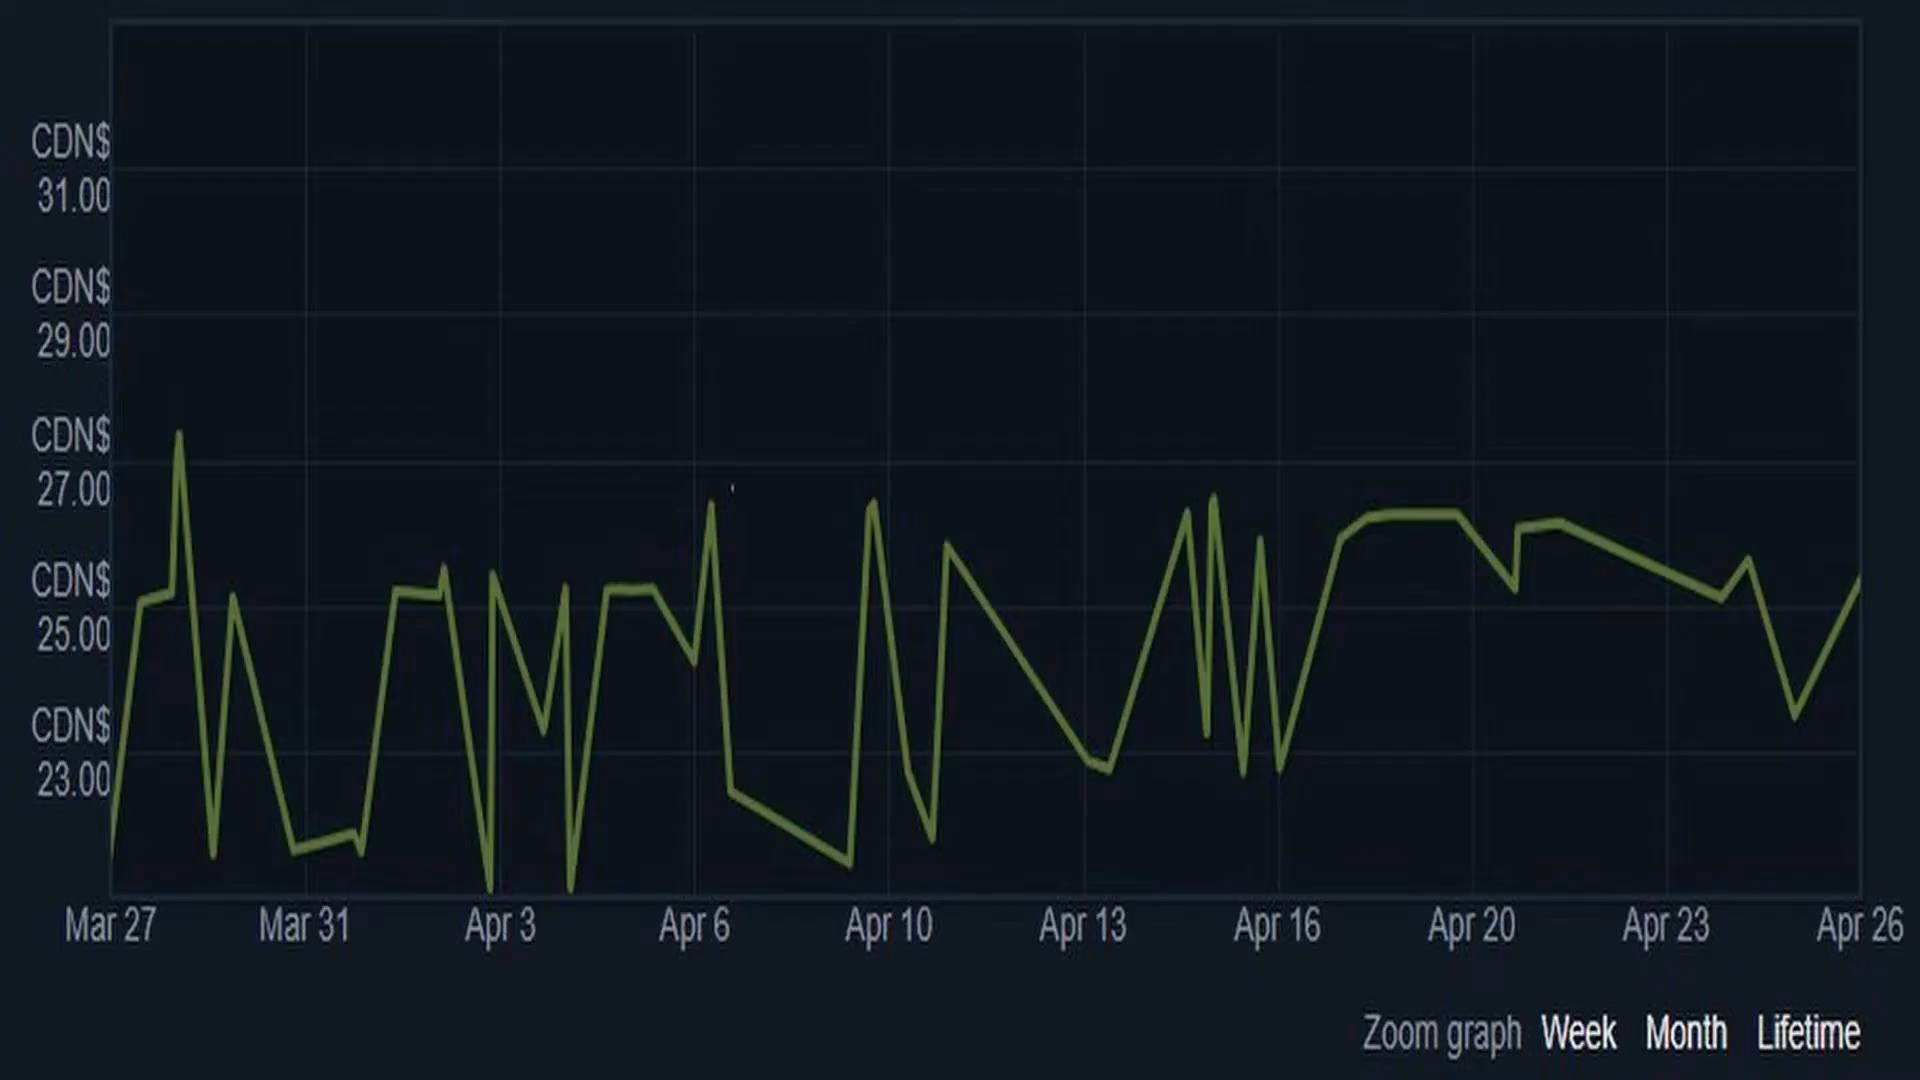 CDN$
31.00
CDN$
29.00
CDN$
27.00
CDN$
25.00
CDN$
23.00
Mar 27 Mar 31 Apr 3 Apr 6 Apr 10 Apr 13 Apr 16 Apr 20 Apr 23 Apr 26
Zoom graph Week Month Lifetime